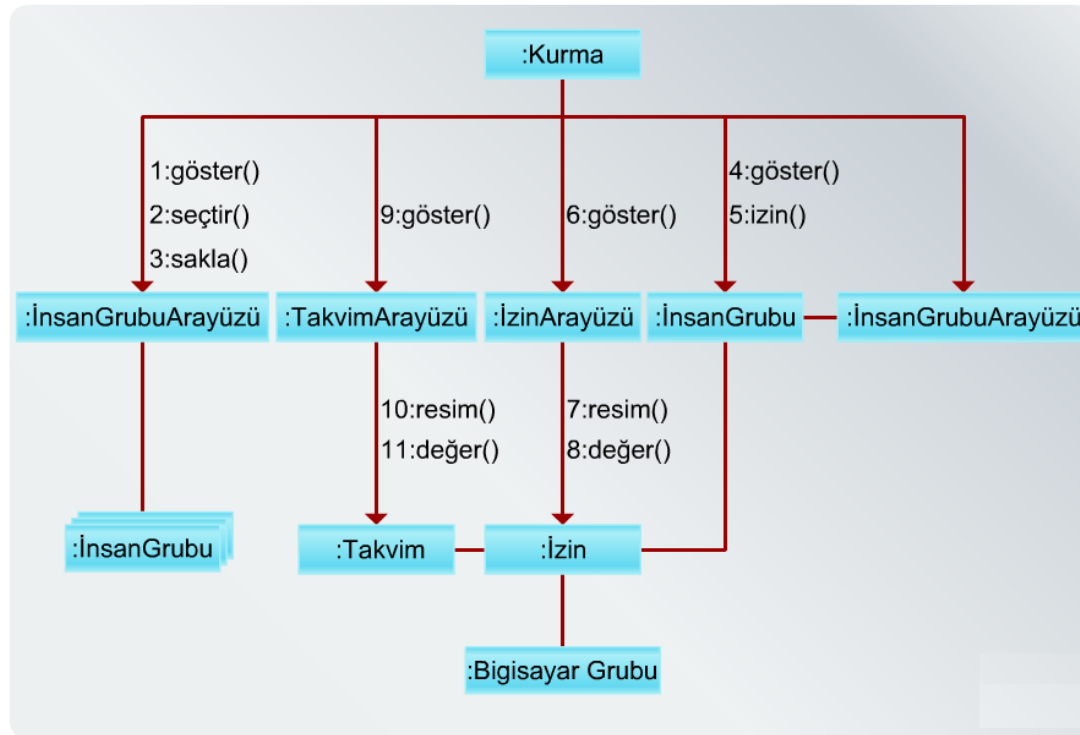 :Kurma
1:göster()
2:seçtir()
3:sakla()
9:göster()
6:göster()
4:göster()
5:izin()
:İnsanGrubuArayüzü
:TakvimArayüzü
:İzinArayüzü
:İnsanGrubu
:İnsanGrubuArayüzü
10:resim()
11:değer()
7:resim()
8:değer()
:İnsanGrubu
:Takvim
:İzin
:Bigisayar Grubu